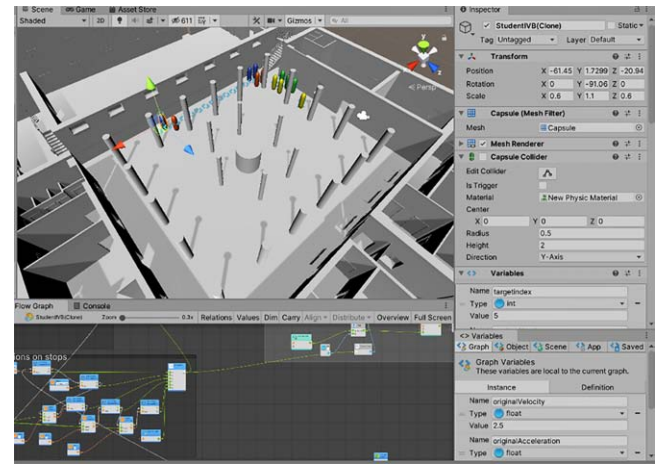 Scene Game Asset Store
Shaded 2D 611 Gizmos All
y
z
Persp
Flow Graph Console
StudentIVB(Clone) Zoom 0.3x Relations Values Dim Carry Align Distribute Overview Full Screen
ons on stops
Inspector
StudentIVB(Clone) Static
Tag Untagged Layer Default
Transform
Position X -61.45 Y 1.7299 Z -20.94
Rotation X 0 Y -91.06 Z 0
Scale X 0.6 Y 1.1 Z 0.6
Capsule (Mesh Filter)
Mesh Capsule
Mesh Renderer
Capsule Collider
Edit Collider
Is Trigger
Material New Physic Material
Center
X 0 Y 0 Z 0
Radius 0.5
Height 2
Direction Y-Axis
Variables
Name targetIndex
Type int
Value 5
Variables
Graph Object Scene App Saved
Graph Variables
These variables are local to the current graph.
Instance Definition
Name originalVelocity
Type float
Value 2.5
Name originalAcceleration
Type float